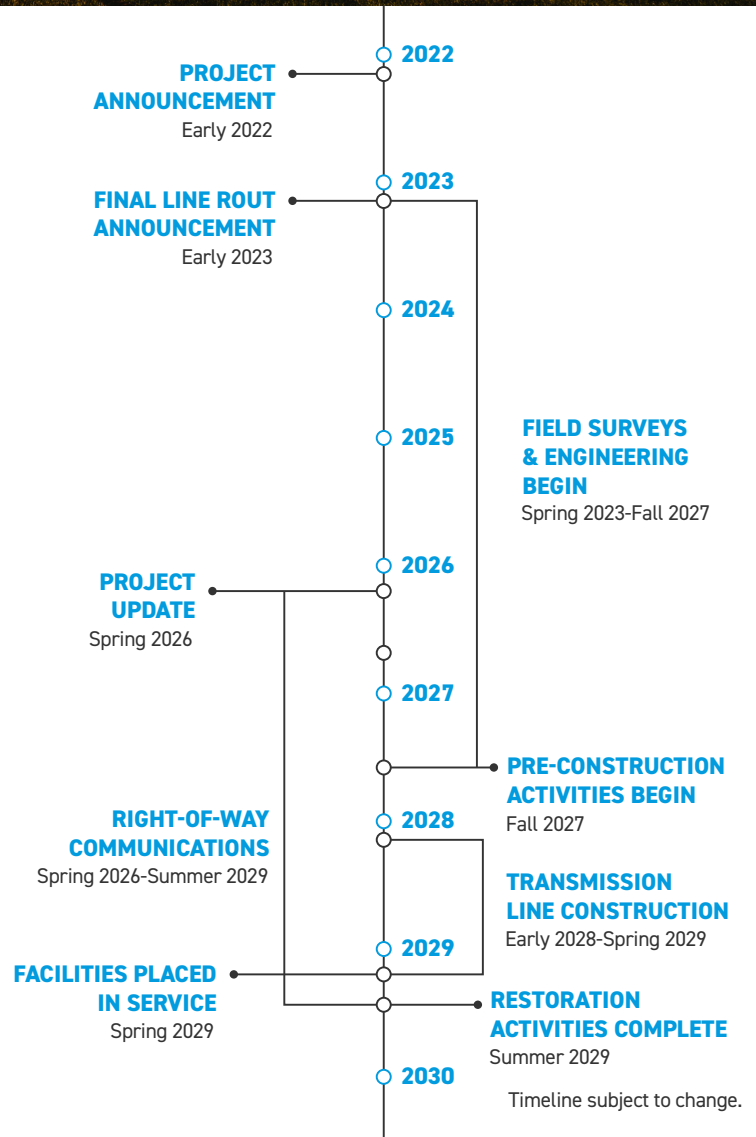 2022
PROJECT
ANNOUNCEMENT
Early 2022
2023
FINAL LINE ROUT
ANNOUNCEMENT
Early 2023
2024
2025
FIELD SURVEYS
& ENGINEERING
BEGIN
Spring 2023-Fall 2027
2026
PROJECT
UPDATE
Spring 2026
2027
PRE-CONSTRUCTION
ACTIVITIES BEGIN
Fall 2027
2028
RIGHT-OF-WAY
COMMUNICATIONS
Spring 2026-Summer 2029
TRANSMISSION
LINE CONSTRUCTION
Early 2028-Spring 2029
2029
FACILITIES PLACED
IN SERVICE
Spring 2029
RESTORATION
ACTIVITIES COMPLETE
Summer 2029
2030
Timeline subject to change.